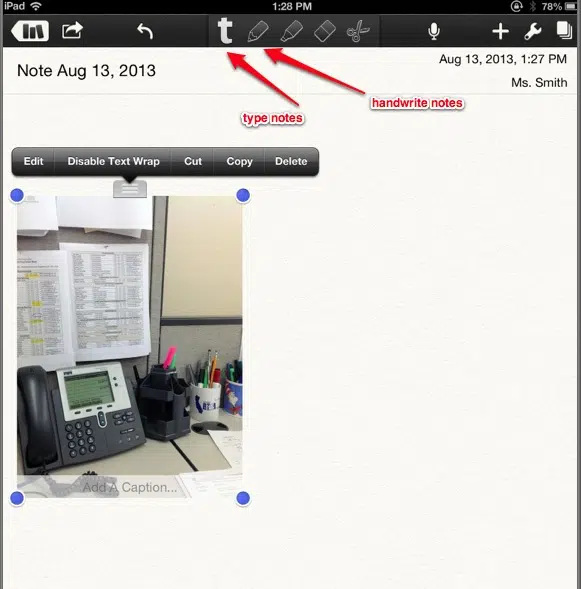 iPad 1:28 PM 78%
t
Note Aug 13, 2013
Aug 13, 2013, 1:27 PM
Ms. Smith
type notes
handwrite notes
Edit Disable Text Wrap Cut Copy Delete
Add A Caption...